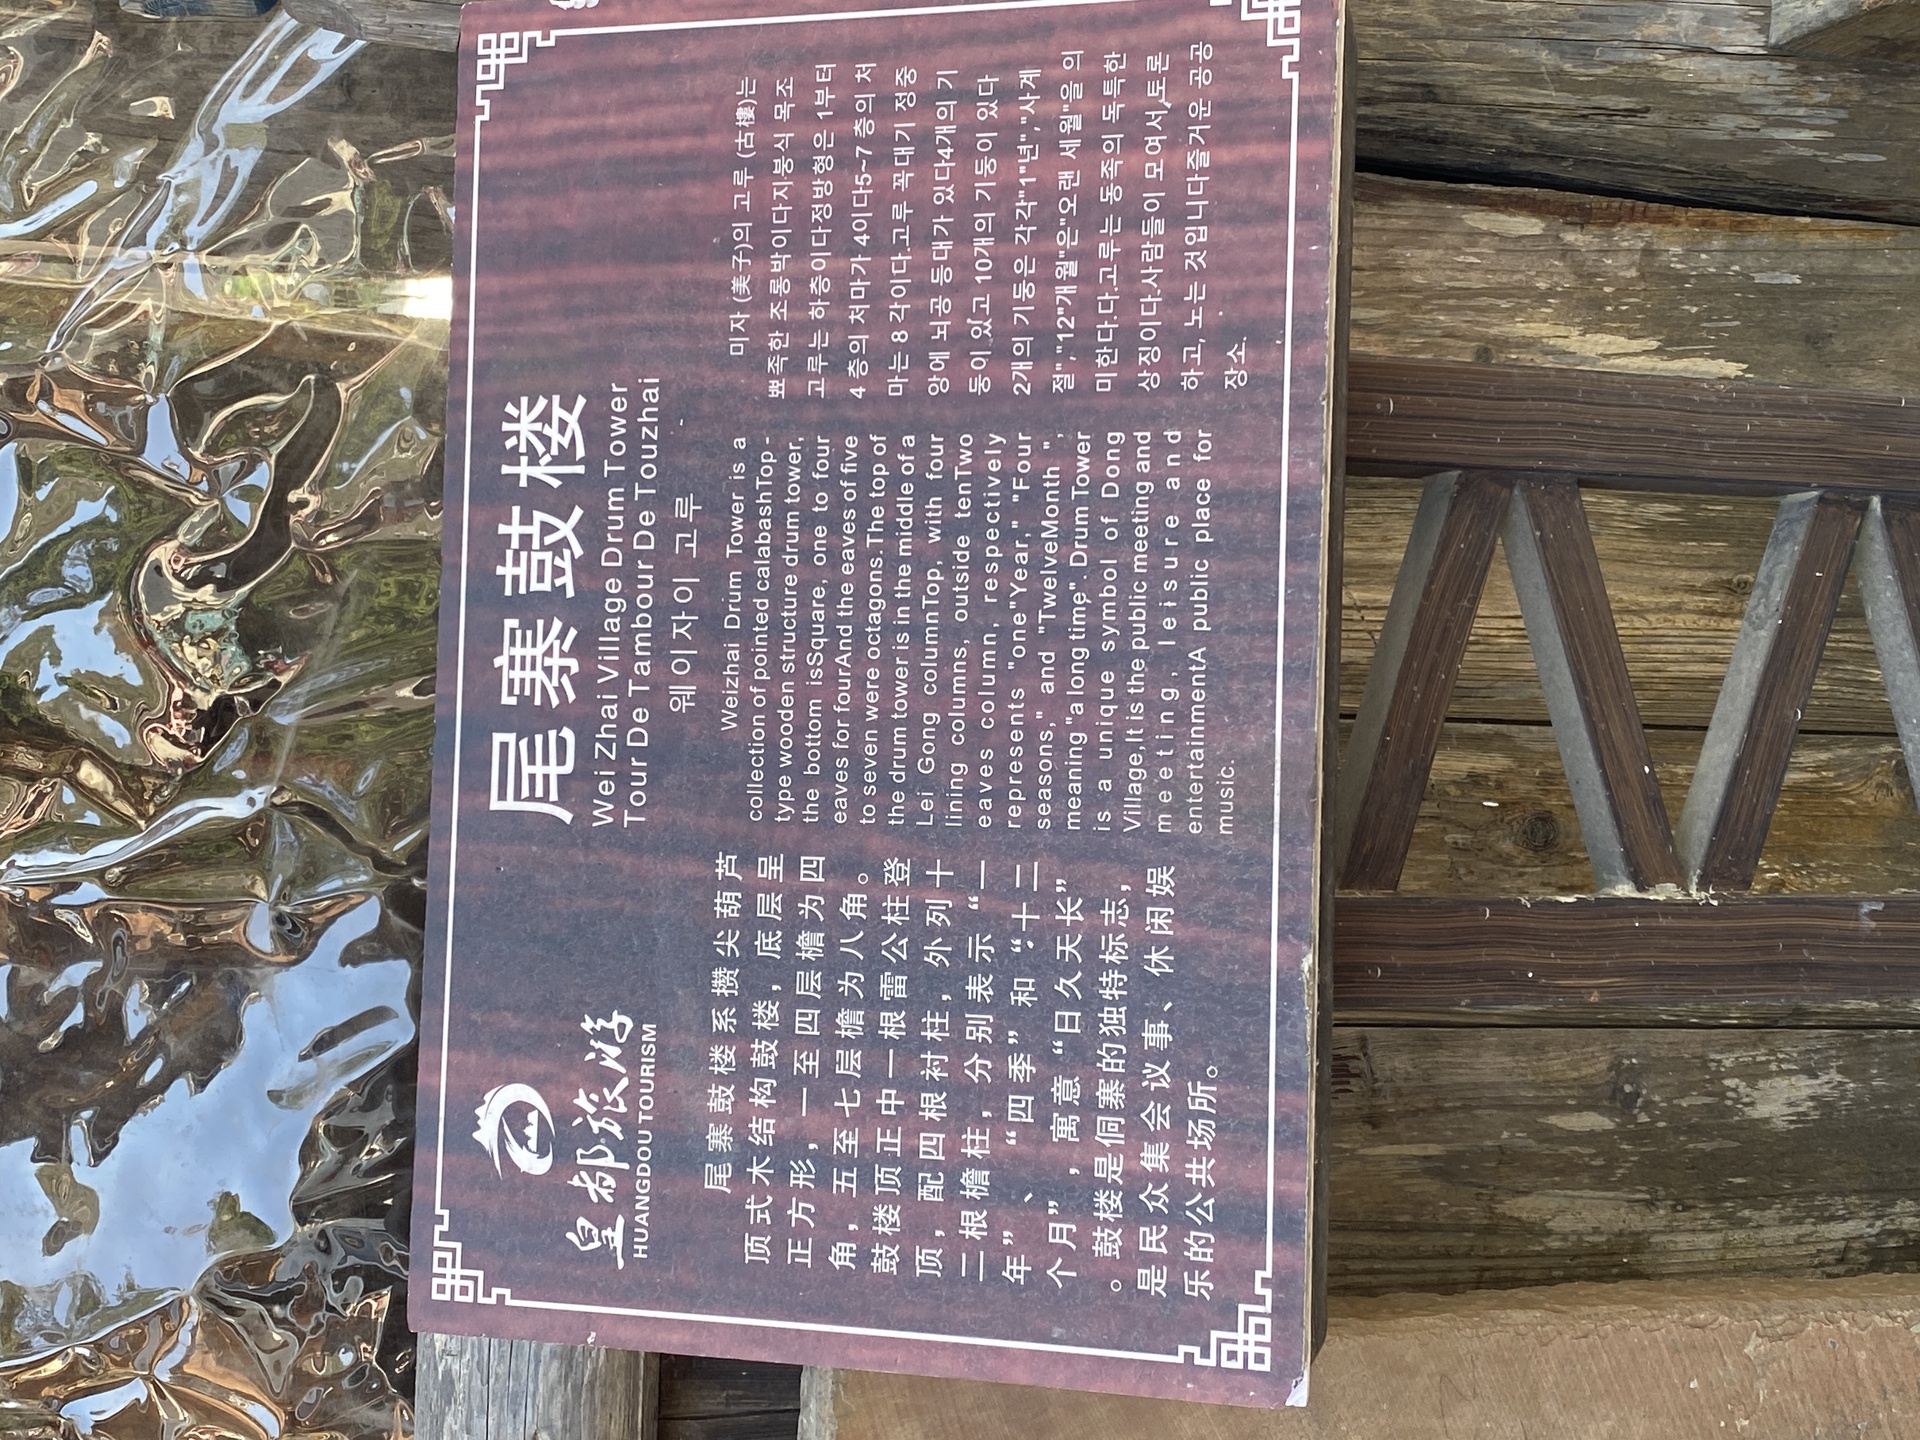 皇都旅游
HUANGDOU TOURISM
尾寨鼓楼
Wei Zhai Village Drum Tower
Tour De Tambour De Touzhai
웨이자이 고루
尾寨鼓楼系攒尖葫芦
顶式木结构鼓楼，底层呈
正方形，一至四层檐为四
角，五至七层檐为八角。
鼓楼顶正中一根雷公柱登
顶，配四根衬柱，外列十
二根檐柱，分别表示“一
年”、“四季”和“十二
个月”，寓意“日久天长”
。鼓楼是侗寨的独特标志，
是民众集会议事、休闲娱
乐的公共场所。
Weizhai Drum Tower is a
collection of pointed calabashTop -
type wooden structure drum tower,
the bottom isSquare, one to four
eaves for fourAnd the eaves of five
to seven were octagons.The top of
the drum tower is in the middle of a
Lei Gong columnTop, with four
lining columns, outside tenTwo
eaves column, respectively
represents "one"Year," "Four
seasons," and "TwelveMonth ",
meaning "a long time". Drum Tower
is a unique symbol of Dong
Village,It is the public meeting and
meeting, leisure and
entertainmentA public place for
music.
미자 (美子)의 고루 (古樓)는
뾰족한 조롱박이다지붕식 목조
고루는 하층이다정방형은 1부터
4 층의 처마가 4이다5~7 층의 처
마는 8 각이다.고루 꼭대기 정중
앙에 뇌공 동대가 있다4개의 기
둥이 있고 10개의 기둥이 있다
2개의 기둥은 각각"1"년","사계
절","12"개월"은"오랜 세월"을 의
미한다.다.고루는 동족의 독특한
상징이다.사람들이 모여서,토론
하고, 노는 것입니다즐거운 공공
장소.